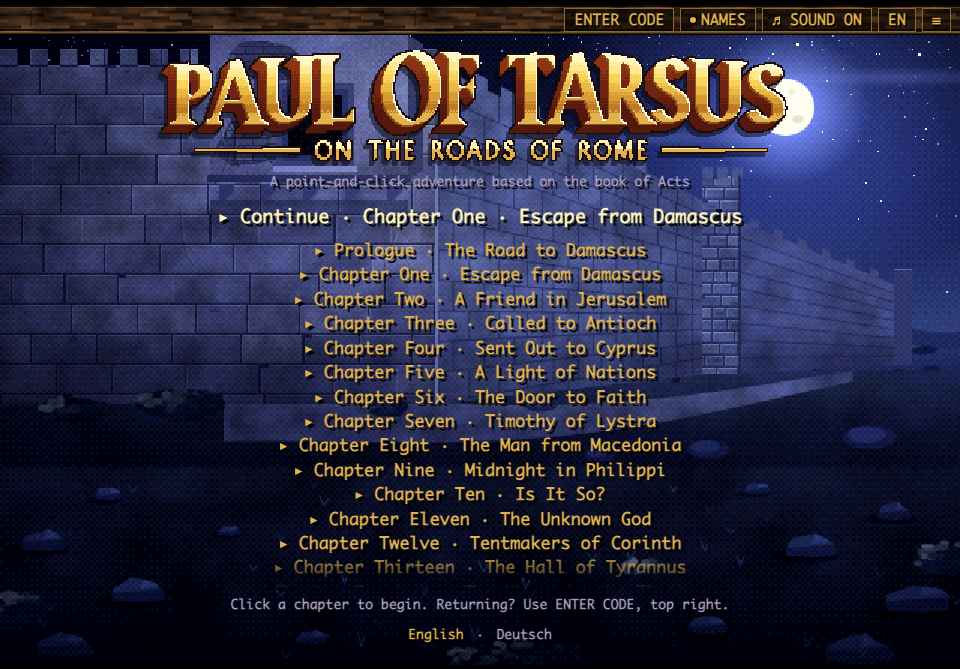 ENTER CODE ● NAMES ♬ SOUND ON EN ≡
PAUL OF TARSUS
ON THE ROADS OF ROME
A point-and-click adventure based on the book of Acts
▸ Continue · Chapter One · Escape from Damascus
▸ Prologue · The Road to Damascus
▸ Chapter One · Escape from Damascus
▸ Chapter Two · A Friend in Jerusalem
▸ Chapter Three · Called to Antioch
▸ Chapter Four · Sent Out to Cyprus
▸ Chapter Five · A Light of Nations
▸ Chapter Six · The Door to Faith
▸ Chapter Seven · Timothy of Lystra
▸ Chapter Eight · The Man from Macedonia
▸ Chapter Nine · Midnight in Philippi
▸ Chapter Ten · Is It So?
▸ Chapter Eleven · The Unknown God
▸ Chapter Twelve · Tentmakers of Corinth
▸ Chapter Thirteen · The Hall of Tyrannus
Click a chapter to begin. Returning? Use ENTER CODE, top right.
English · Deutsch